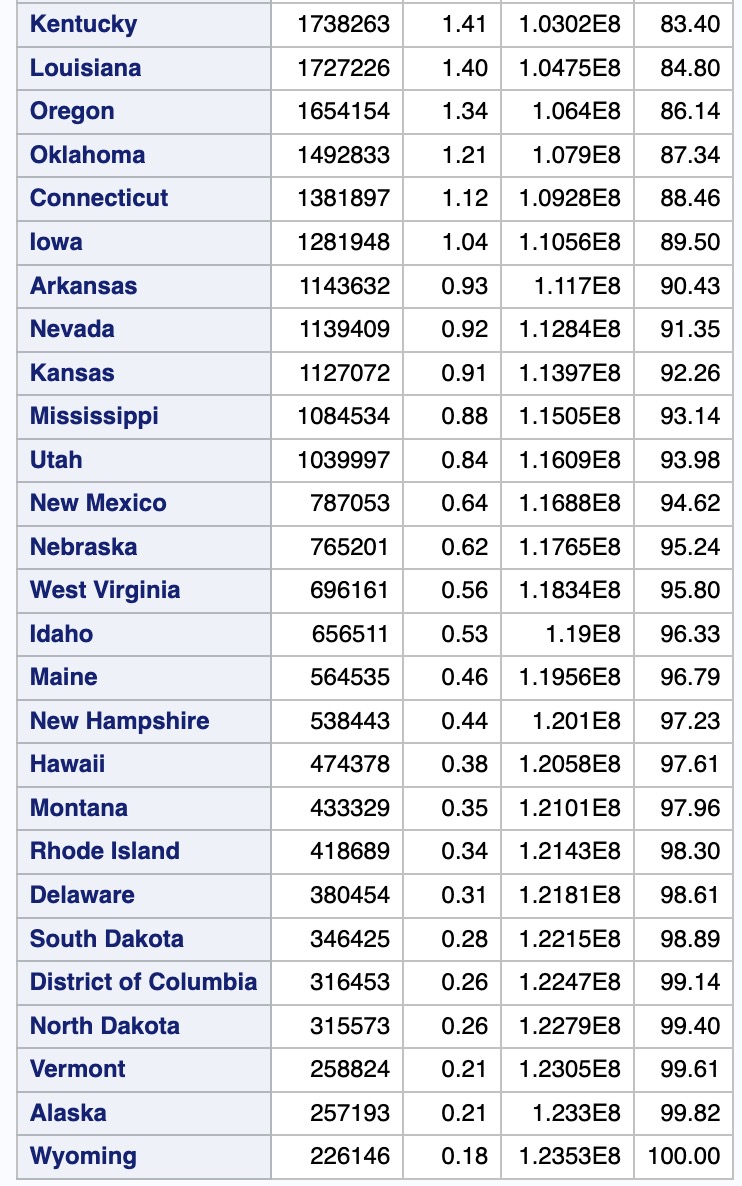 Kentucky 1738263 1.41 1.0302E8 83.40
Louisiana 1727226 1.40 1.0475E8 84.80
Oregon 1654154 1.34 1.064E8 86.14
Oklahoma 1492833 1.21 1.079E8 87.34
Connecticut 1381897 1.12 1.0928E8 88.46
Iowa 1281948 1.04 1.1056E8 89.50
Arkansas 1143632 0.93 1.117E8 90.43
Nevada 1139409 0.92 1.1284E8 91.35
Kansas 1127072 0.91 1.1397E8 92.26
Mississippi 1084534 0.88 1.1505E8 93.14
Utah 1039997 0.84 1.1609E8 93.98
New Mexico 787053 0.64 1.1688E8 94.62
Nebraska 765201 0.62 1.1765E8 95.24
West Virginia 696161 0.56 1.1834E8 95.80
Idaho 656511 0.53 1.19E8 96.33
Maine 564535 0.46 1.1956E8 96.79
New Hampshire 538443 0.44 1.201E8 97.23
Hawaii 474378 0.38 1.2058E8 97.61
Montana 433329 0.35 1.2101E8 97.96
Rhode Island 418689 0.34 1.2143E8 98.30
Delaware 380454 0.31 1.2181E8 98.61
South Dakota 346425 0.28 1.2215E8 98.89
District of Columbia 316453 0.26 1.2247E8 99.14
North Dakota 315573 0.26 1.2279E8 99.40
Vermont 258824 0.21 1.2305E8 99.61
Alaska 257193 0.21 1.233E8 99.82
Wyoming 226146 0.18 1.2353E8 100.00